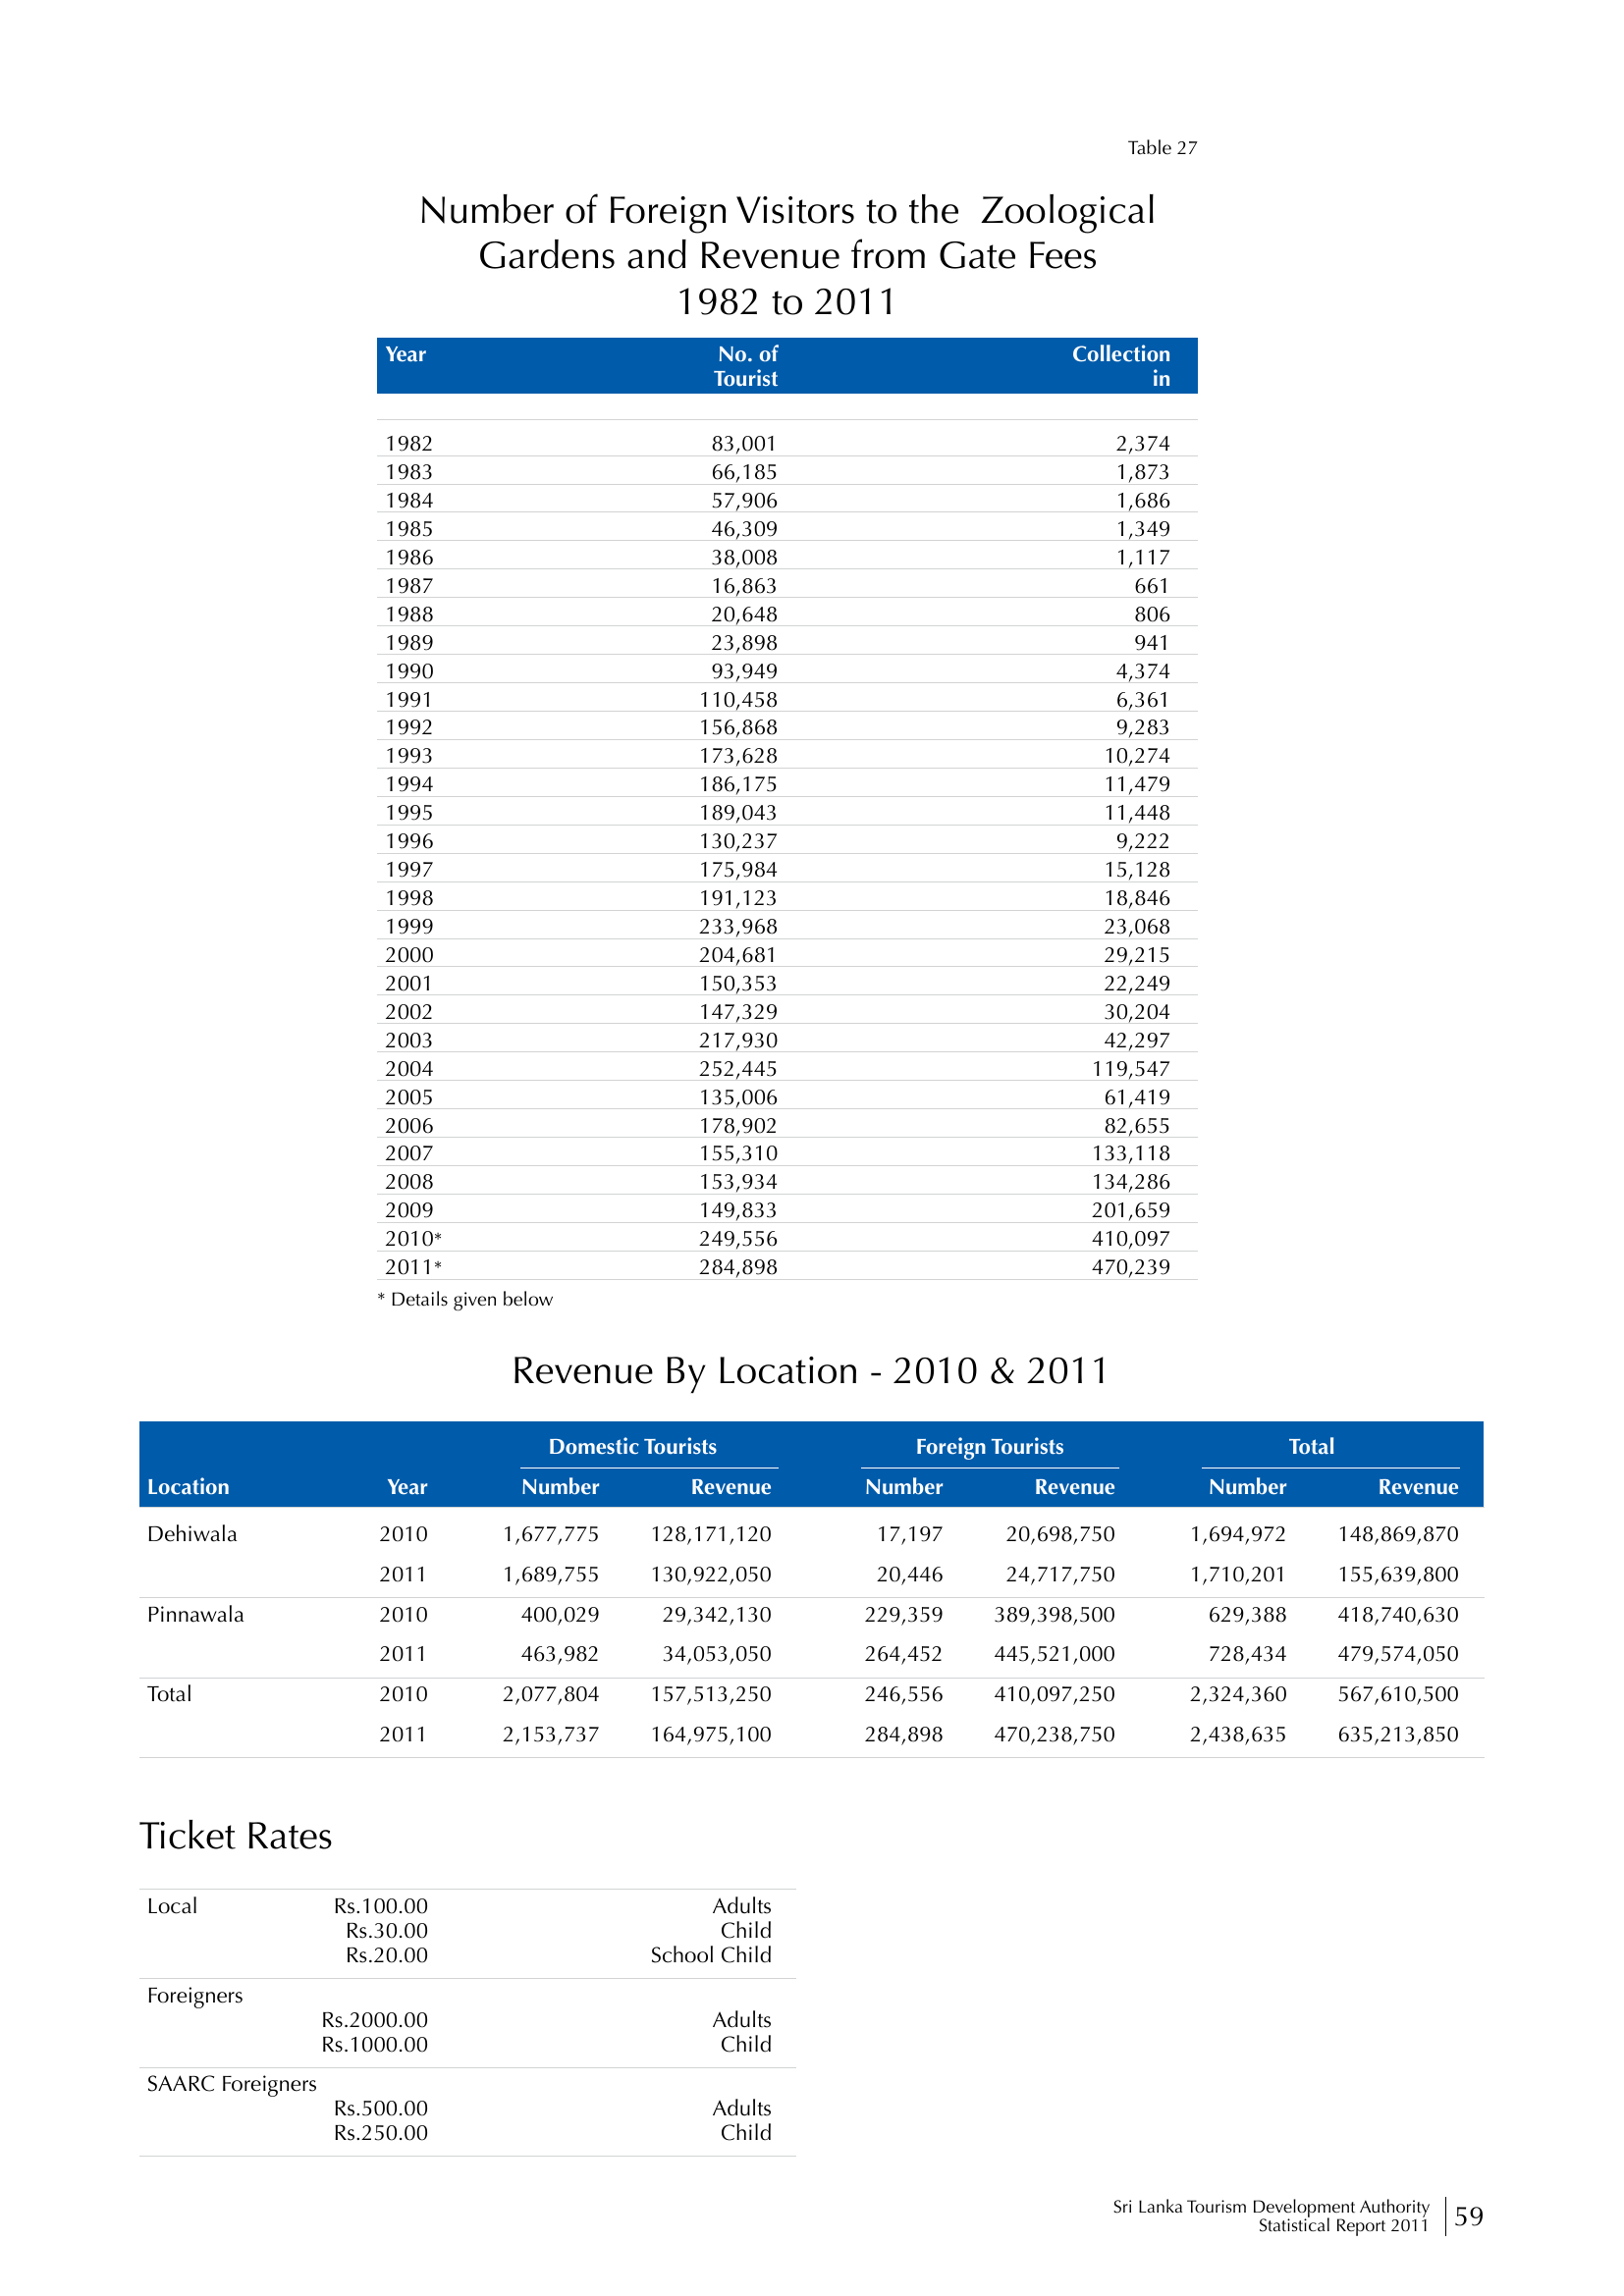 Table 27
Number of Foreign Visitors to the Zoological
Gardens and Revenue from Gate Fees
1982 to 2011
Year No. of Collection
Tourist in
1982 83,001 2,374
1983 66,185 1,873
1984 57,906 1,686
1985 46,309 1,349
1986 38,008 1,117
1987 16,863 661
1988 20,648 806
1989 23,898 941
1990 93,949 4,374
1991 110,458 6,361
1992 156,868 9,283
1993 173,628 10,274
1994 186,175 11,479
1995 189,043 11,448
1996 130,237 9,222
1997 175,984 15,128
1998 191,123 18,846
1999 233,968 23,068
2000 204,681 29,215
2001 150,353 22,249
2002 147,329 30,204
2003 217,930 42,297
2004 252,445 119,547
2005 135,006 61,419
2006 178,902 82,655
2007 155,310 133,118
2008 153,934 134,286
2009 149,833 201,659
2010* 249,556 410,097
2011* 284,898 470,239
* Details given below
Revenue By Location - 2010 & 2011
Domestic Tourists Foreign Tourists Total
Location Year Number Revenue Number Revenue Number Revenue
Dehiwala 2010 1,677,775 128,171,120 17,197 20,698,750 1,694,972 148,869,870
2011 1,689,755 130,922,050 20,446 24,717,750 1,710,201 155,639,800
Pinnawala 2010 400,029 29,342,130 229,359 389,398,500 629,388 418,740,630
2011 463,982 34,053,050 264,452 445,521,000 728,434 479,574,050
Total 2010 2,077,804 157,513,250 246,556 410,097,250 2,324,360 567,610,500
2011 2,153,737 164,975,100 284,898 470,238,750 2,438,635 635,213,850
Ticket Rates
Local Rs.100.00 Adults
Rs.30.00 Child
Rs.20.00 School Child
Foreigners
Rs.2000.00 Adults
Rs.1000.00 Child
SAARC Foreigners
Rs.500.00 Adults
Rs.250.00 Child
Sri Lanka Tourism Development Authority
Statistical Report 2011 59